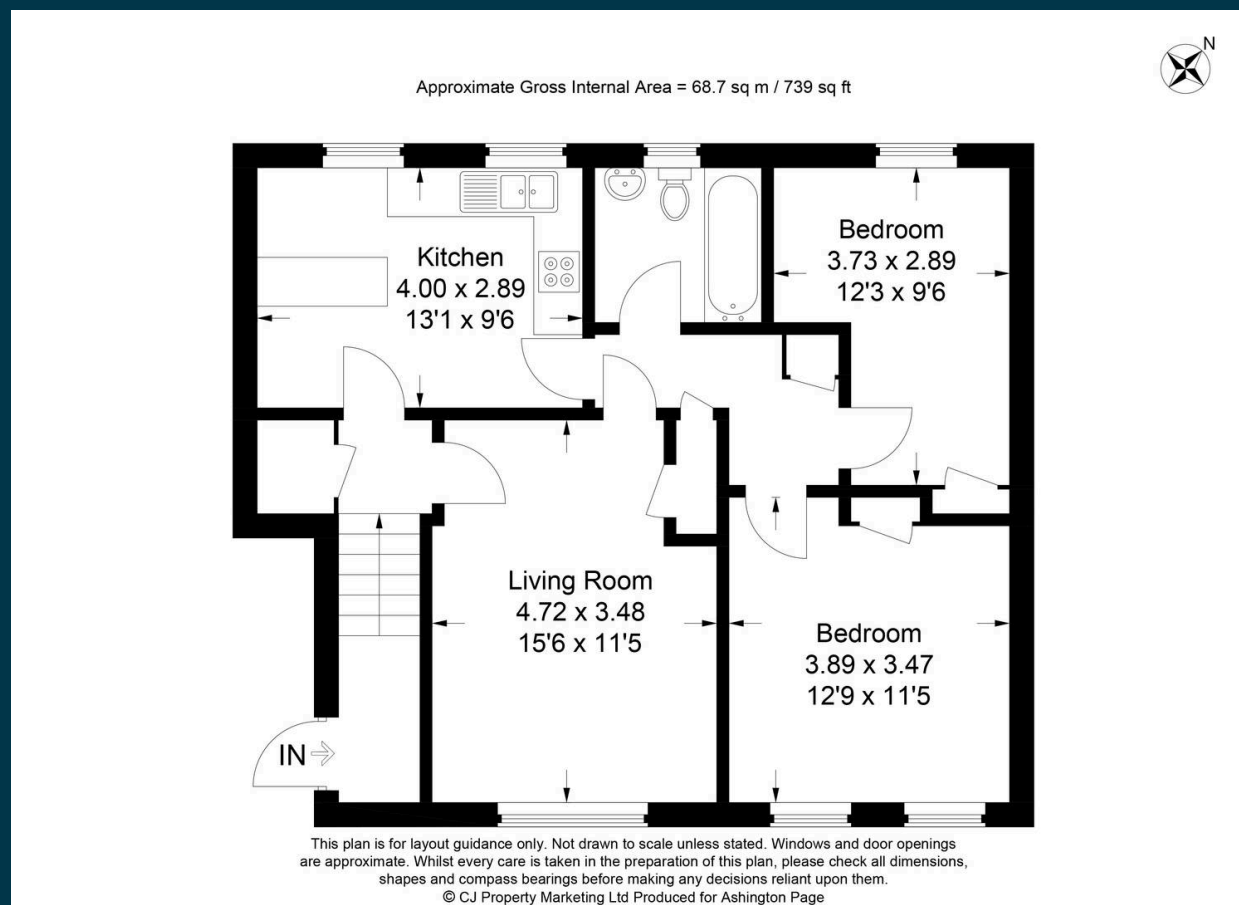 N
Approximate Gross Internal Area = 68.7 sq m / 739 sq ft
Kitchen
4.00 x 2.89
13'1 x 9'6
Bedroom
3.73 x 2.89
12'3 x 9'6
Living Room
4.72 x 3.48
15'6 x 11'5
Bedroom
3.89 x 3.47
12'9 x 11'5
IN
This plan is for layout guidance only. Not drawn to scale unless stated. Windows and door openings
are approximate. Whilst every care is taken in the preparation of this plan, please check all dimensions,
shapes and compass bearings before making any decisions reliant upon them.
© CJ Property Marketing Ltd Produced for Ashington Page